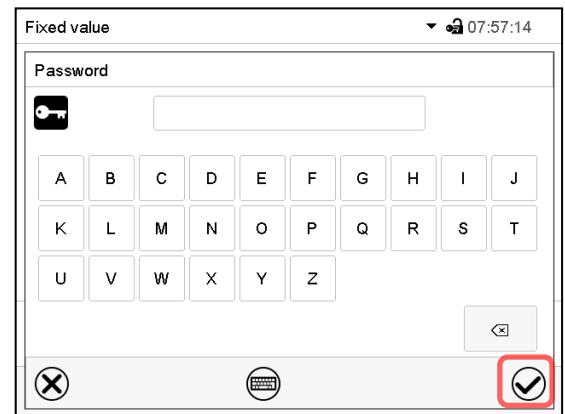 Fixed value 07:57:14
Password
A B C D E F G H I J
K L M N O P Q R S T
U V W X Y Z